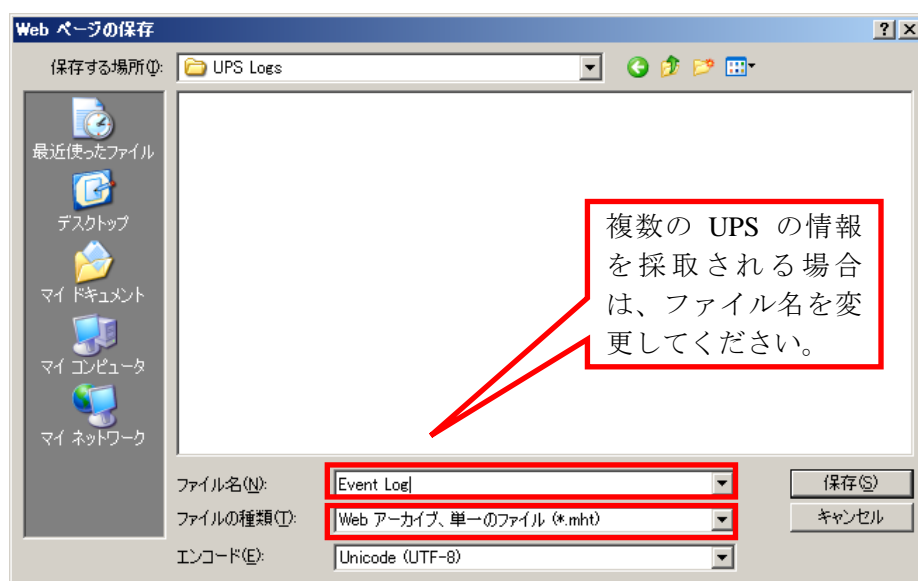 Web ページの保存
保存する場所(I):
UPS Logs
最近使ったファイル
デスクトップ
マイ ドキュメント
マイ コンピュータ
マイ ネットワーク
複数の UPS の情報
を採取される場合
は、ファイル名を変
更してください。
ファイル名(N):
Event Log
保存(S)
ファイルの種類(T):
Web アーカイブ、単一のファイル (*.mht)
キャンセル
エンコード(E):
Unicode (UTF-8)